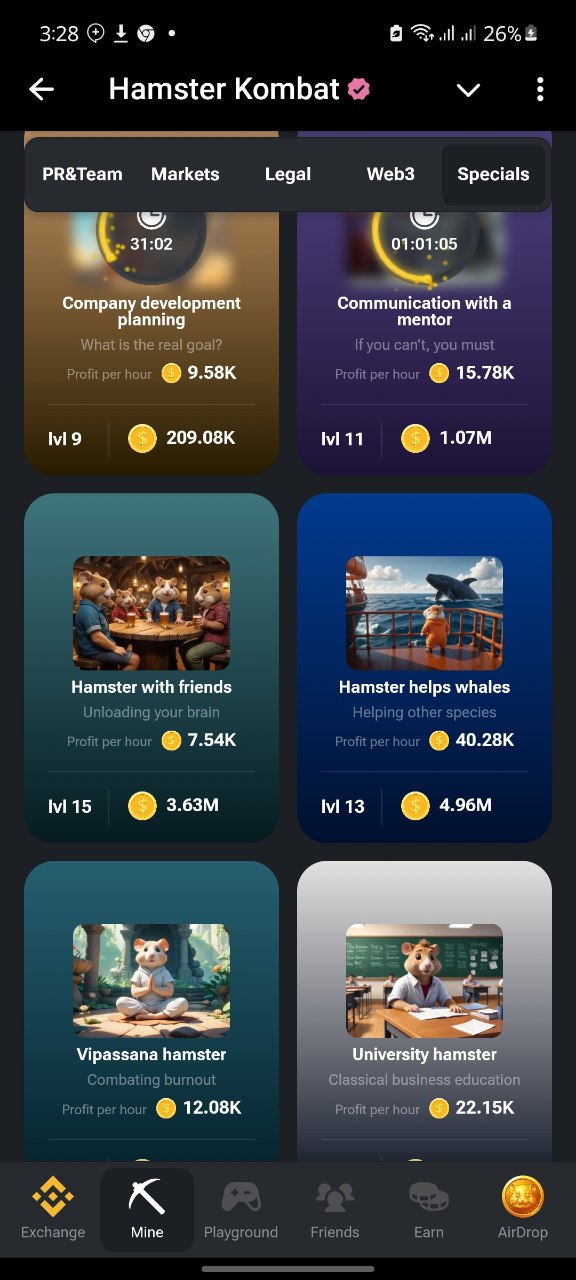 3:28
26%
Hamster Kombat
PR&Team Markets Legal Web3 Specials
31:02
01:01:05
Company development
planning
What is the real goal?
Profit per hour 9.58K
lvl 9 209.08K
Communication with a
mentor
If you can't, you must
Profit per hour 15.78K
lvl 11 1.07M
Hamster with friends
Unloading your brain
Profit per hour 7.54K
lvl 15 3.63M
Hamster helps whales
Helping other species
Profit per hour 40.28K
lvl 13 4.96M
Vipassana hamster
Combating burnout
Profit per hour 12.08K
University hamster
Classical business education
Profit per hour 22.15K
Exchange Mine Playground Friends Earn AirDrop